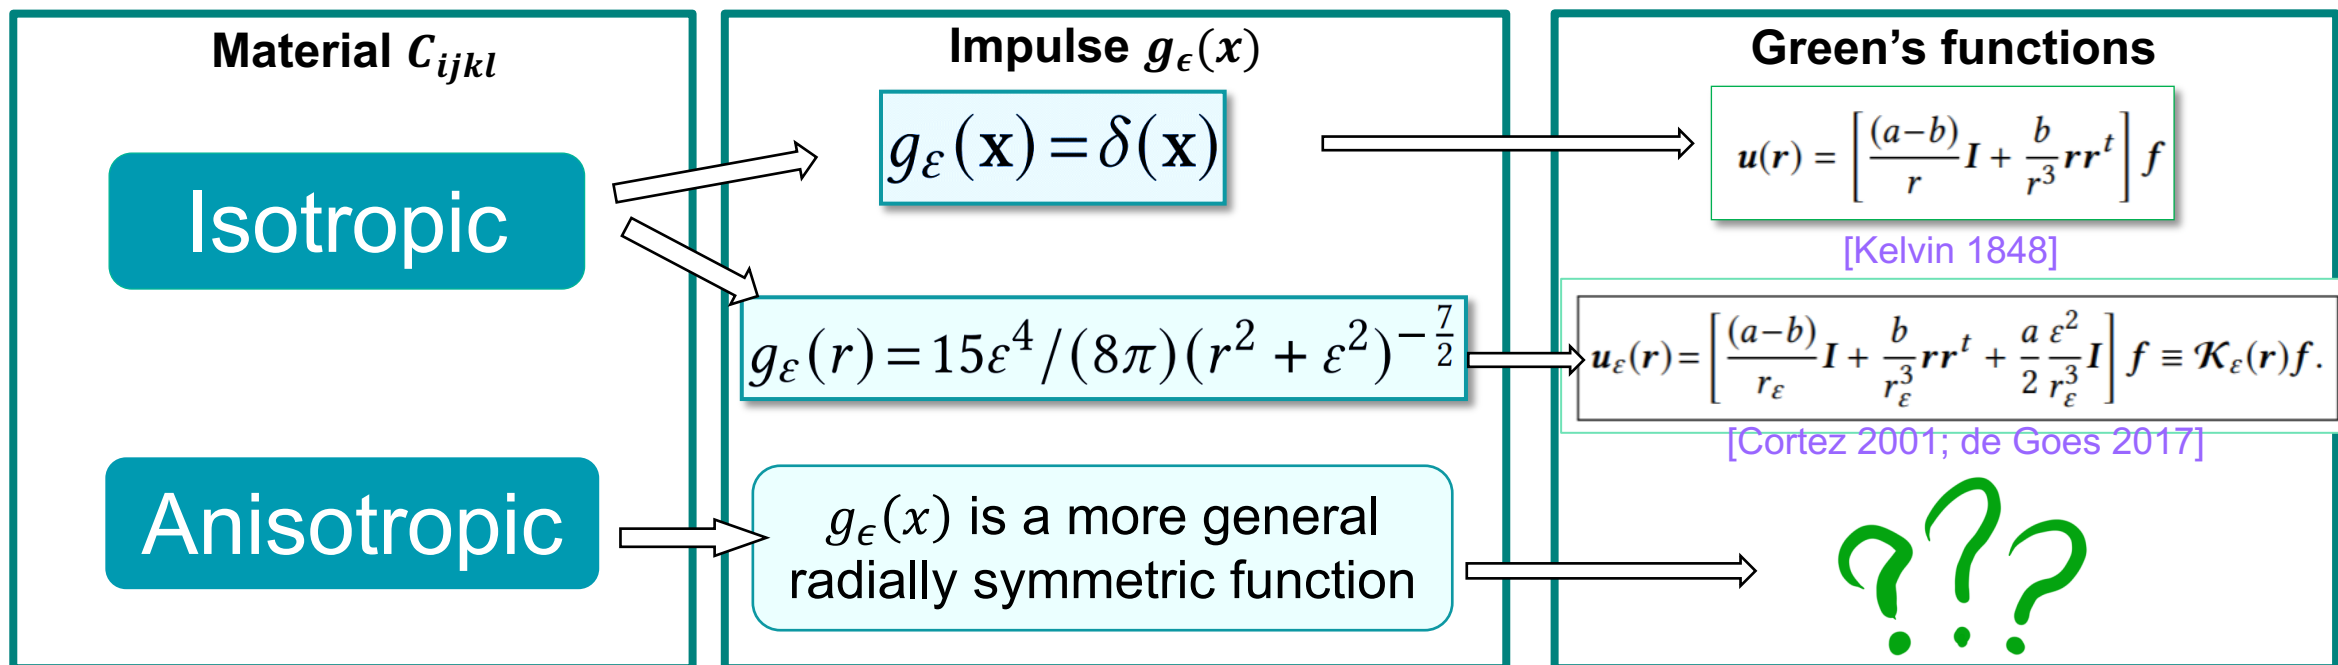 Material C_{ijkl}
Isotropic
Anisotropic
Impulse g_ϵ(x)
g_ε(x) = δ(x)
g_ε(r) = 15ε^4/(8π)(r^2 + ε^2)^{-7/2}
g_ϵ(x) is a more general
radially symmetric function
Green's functions
u(r) = [(a−b)/r I + b/r^3 rr^t] f
[Kelvin 1848]
u_ε(r) = [(a−b)/r_ε I + b/r_ε^3 rr^t + a/2 ε^2/r_ε^3 I] f ≡ 𝒦_ε(r)f.
[Cortez 2001; de Goes 2017]
???